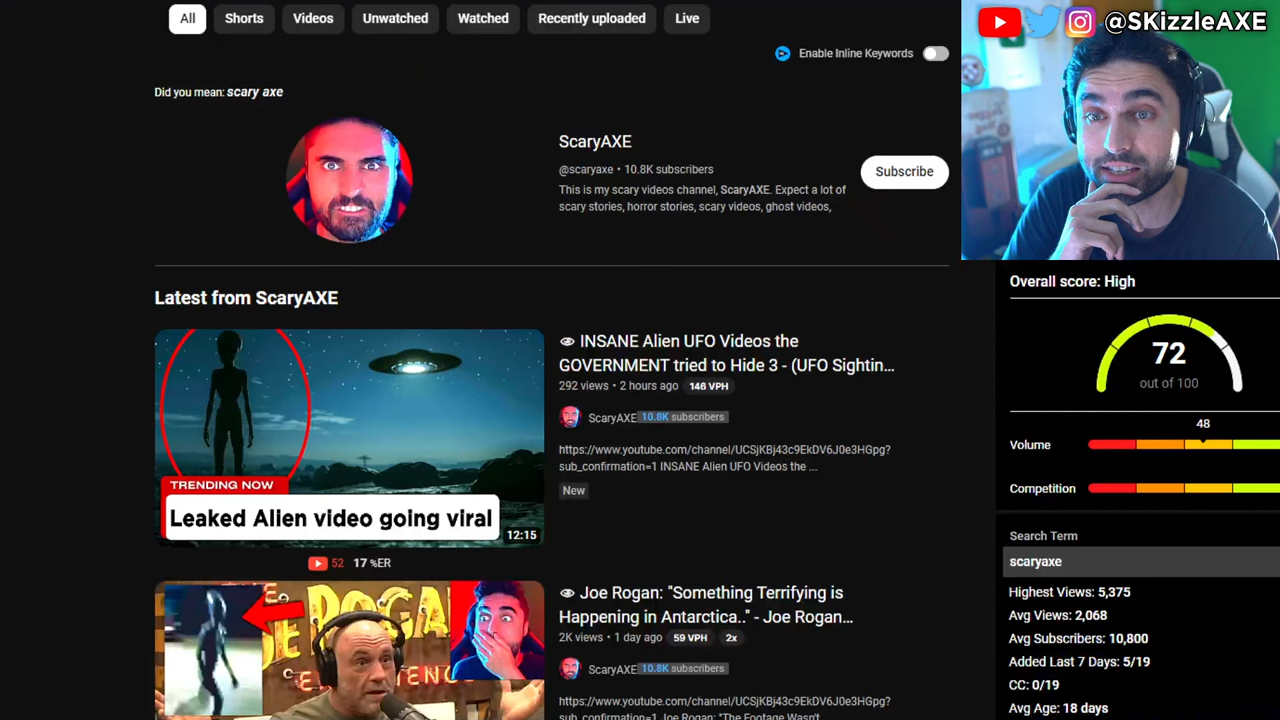 All
Shorts
Videos
Unwatched
Watched
Recently uploaded
Live
@SKizzleAXE
Enable Inline Keywords
Did you mean: scary axe
ScaryAXE
@scaryaxe • 10.8K subscribers
This is my scary videos channel, ScaryAXE. Expect a lot of
scary stories, horror stories, scary videos, ghost videos,
Subscribe
Latest from ScaryAXE
TRENDING NOW
Leaked Alien video going viral
12:15
52 17 %ER
INSANE Alien UFO Videos the
GOVERNMENT tried to Hide 3 - (UFO Sightin...
292 views • 2 hours ago 146 VPH
ScaryAXE 10.8K subscribers
https://www.youtube.com/channel/UCSjKBj43c9EkDV6J0e3HGpg?
sub_confirmation=1 INSANE Alien UFO Videos the ...
New
Joe Rogan: "Something Terrifying is
Happening in Antarctica.." - Joe Rogan...
2K views • 1 day ago 59 VPH 2x
ScaryAXE 10.8K subscribers
https://www.youtube.com/channel/UCSjKBj43c9EkDV6J0e3HGpg?
sub_confirmation=1 Joe Rogan: "The Footage Wasn't
Overall score: High
72
out of 100
48
Volume
Competition
Search Term
scaryaxe
Highest Views: 5,375
Avg Views: 2,068
Avg Subscribers: 10,800
Added Last 7 Days: 5/19
CC: 0/19
Avg Age: 18 days